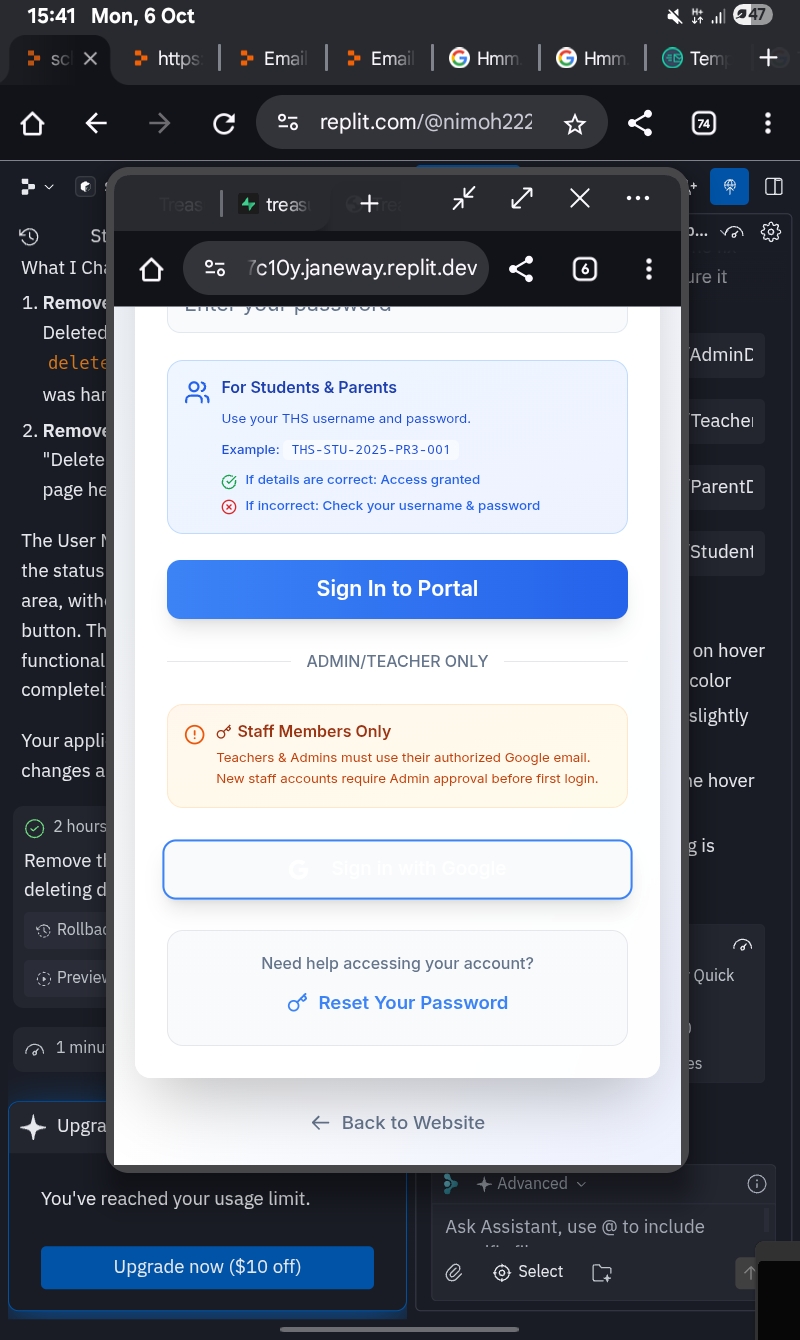 15:41 Mon, 6 Oct
47
scl
https
Email
Email
Hmm.
Hmm
Tem
replit.com/@nimoh222
74
Treas
treasu
7c10y.janeway.replit.dev
6
St
What I Cha
1. Remove
Deleted
delete
was har
2. Remove
"Delete
page he
The User M
the status
area, witho
button. Th
functional
completel
Your appli
changes a
2 hours
Remove th
deleting d
Rollbac
Preview
1 minu
Enter your password
For Students & Parents
Use your THS username and password.
Example: THS-STU-2025-PR3-001
If details are correct: Access granted
If incorrect: Check your username & password
Sign In to Portal
ADMIN/TEACHER ONLY
Staff Members Only
Teachers & Admins must use their authorized Google email.
New staff accounts require Admin approval before first login.
Sign in with Google
Need help accessing your account?
Reset Your Password
Back to Website
ure it
/AdminD
/Teacher
/ParentD
/Student
on hover
color
slightly
he hover
g is
Quick
es
Upgra
You've reached your usage limit.
Upgrade now ($10 off)
Advanced
Ask Assistant, use @ to include
Select